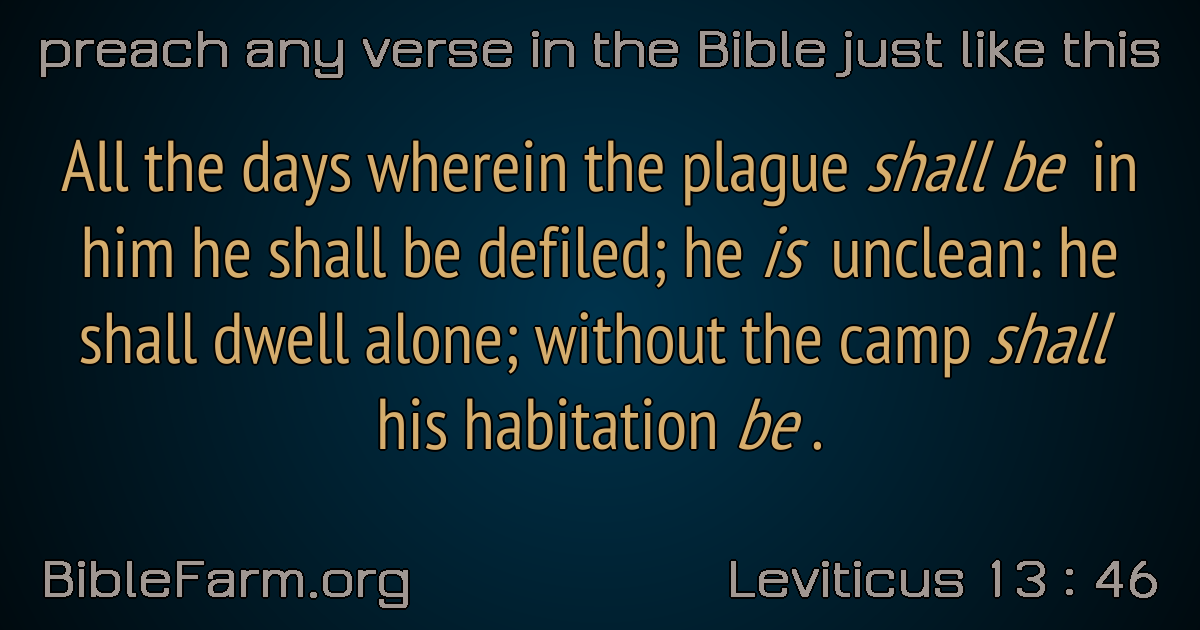 preach any verse in the Bible just like this
All the days wherein the plague shall be in
him he shall be defiled; he is unclean: he
shall dwell alone; without the camp shall
his habitation be .
BibleFarm.org
Leviticus 13 : 46